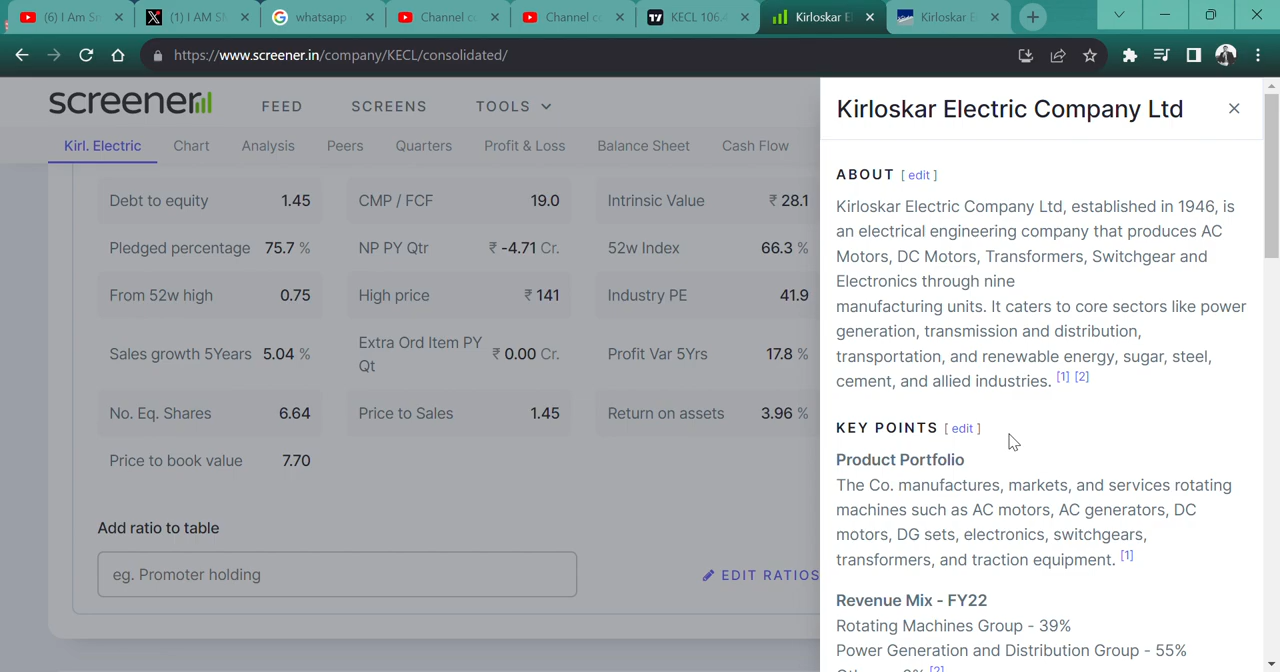 (6) I Am Sm
(1) I AM SM
whatsapp
Channel c
Channel co
KECL 106.
Kirloskar E
Kirloskar E
https://www.screener.in/company/KECL/consolidated/
screener
FEED
SCREENS
TOOLS
Kirl. Electric
Chart
Analysis
Peers
Quarters
Profit & Loss
Balance Sheet
Cash Flow
Debt to equity 1.45
CMP / FCF 19.0
Intrinsic Value ₹ 28.1
Pledged percentage 75.7 %
NP PY Qtr ₹ -4.71 Cr.
52w Index 66.3 %
From 52w high 0.75
High price ₹ 141
Industry PE 41.9
Sales growth 5Years 5.04 %
Extra Ord Item PY
Qt ₹ 0.00 Cr.
Profit Var 5Yrs 17.8 %
No. Eq. Shares 6.64
Price to Sales 1.45
Return on assets 3.96 %
Price to book value 7.70
Add ratio to table
eg. Promoter holding
EDIT RATIOS
Kirloskar Electric Company Ltd
ABOUT [ edit ]
Kirloskar Electric Company Ltd, established in 1946, is
an electrical engineering company that produces AC
Motors, DC Motors, Transformers, Switchgear and
Electronics through nine
manufacturing units. It caters to core sectors like power
generation, transmission and distribution,
transportation, and renewable energy, sugar, steel,
cement, and allied industries. [1] [2]
KEY POINTS [ edit ]
Product Portfolio
The Co. manufactures, markets, and services rotating
machines such as AC motors, AC generators, DC
motors, DG sets, electronics, switchgears,
transformers, and traction equipment. [1]
Revenue Mix - FY22
Rotating Machines Group - 39%
Power Generation and Distribution Group - 55%